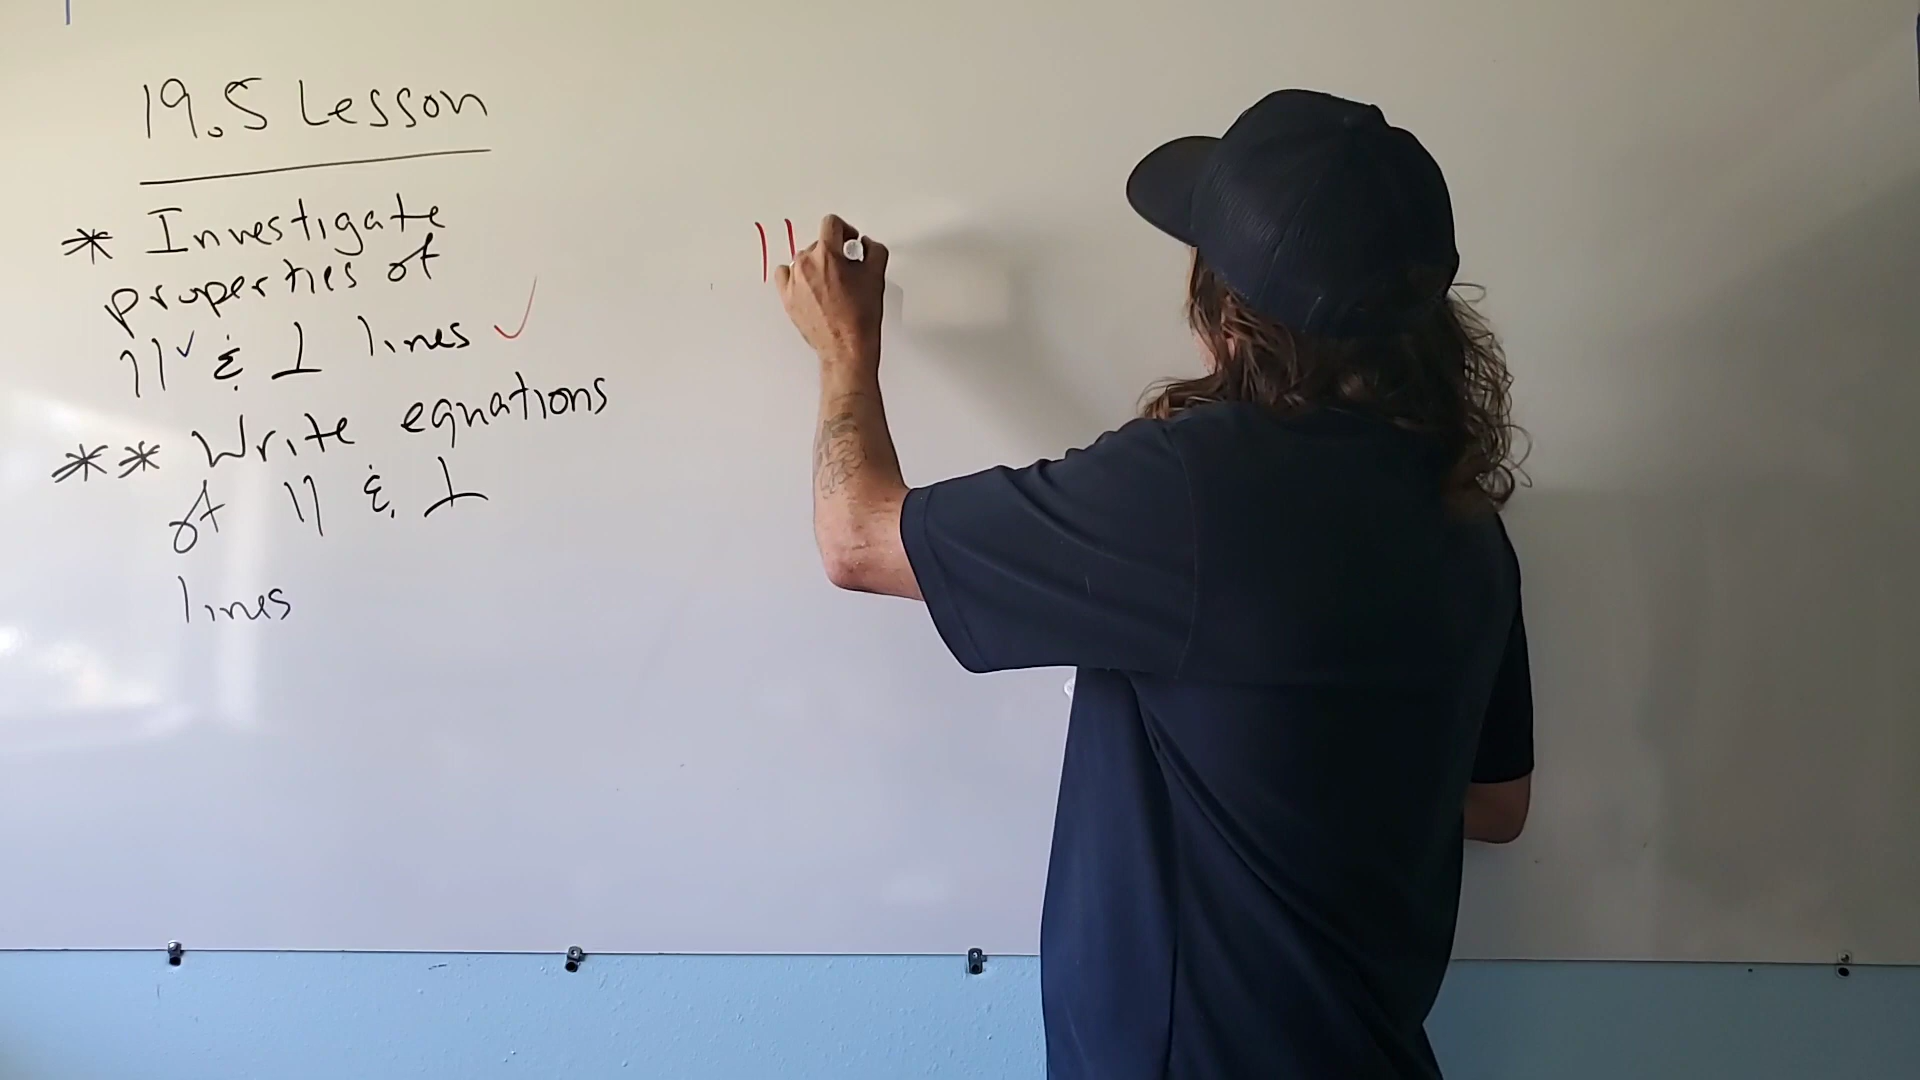 19.5 Lesson
* Investigate
properties of
|| ✓ & ⊥ lines ✓
** Write equations
of || & ⊥
lines
||